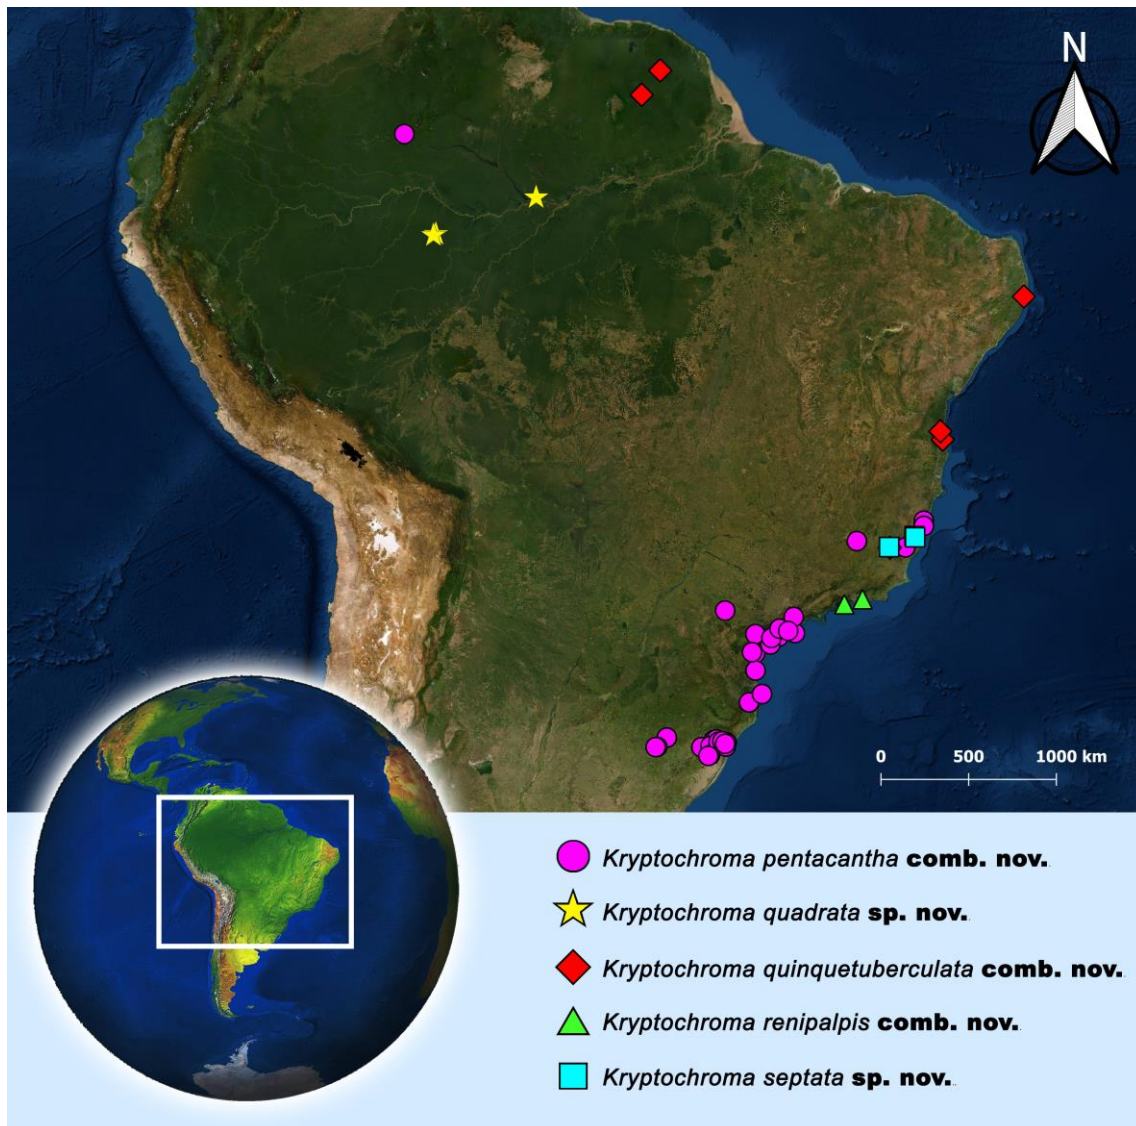 N
0 500 1000 km
Kryptochroma pentacantha comb. nov.
Kryptochroma quadrata sp. nov.
Kryptochroma quinquetuberculata comb. nov.
Kryptochroma renipalpis comb. nov.
Kryptochroma septata sp. nov.